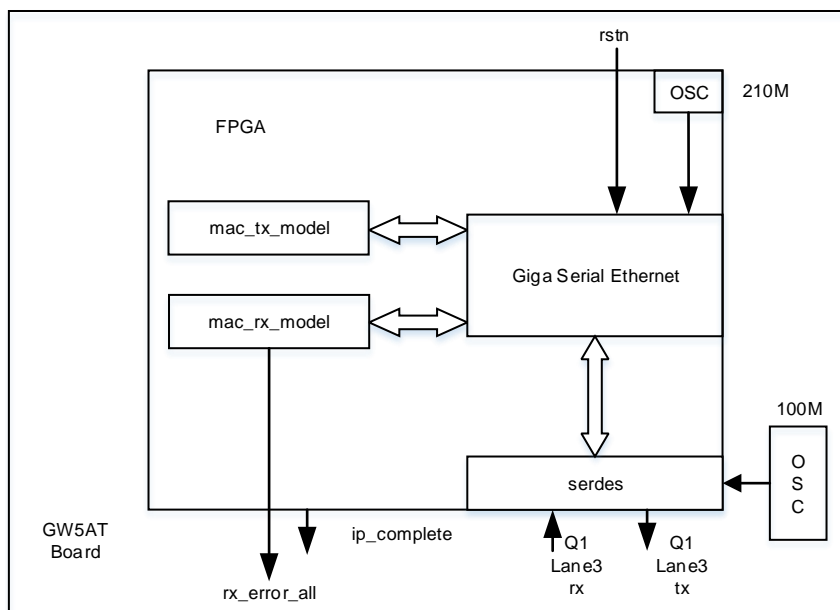 rstn
OSC
210M
FPGA
mac_tx_model
Giga Serial Ethernet
mac_rx_model
100M
O
S
C
serdes
GW5AT
Board
ip_complete
Q1
Lane3
rx
Q1
Lane3
tx
rx_error_all